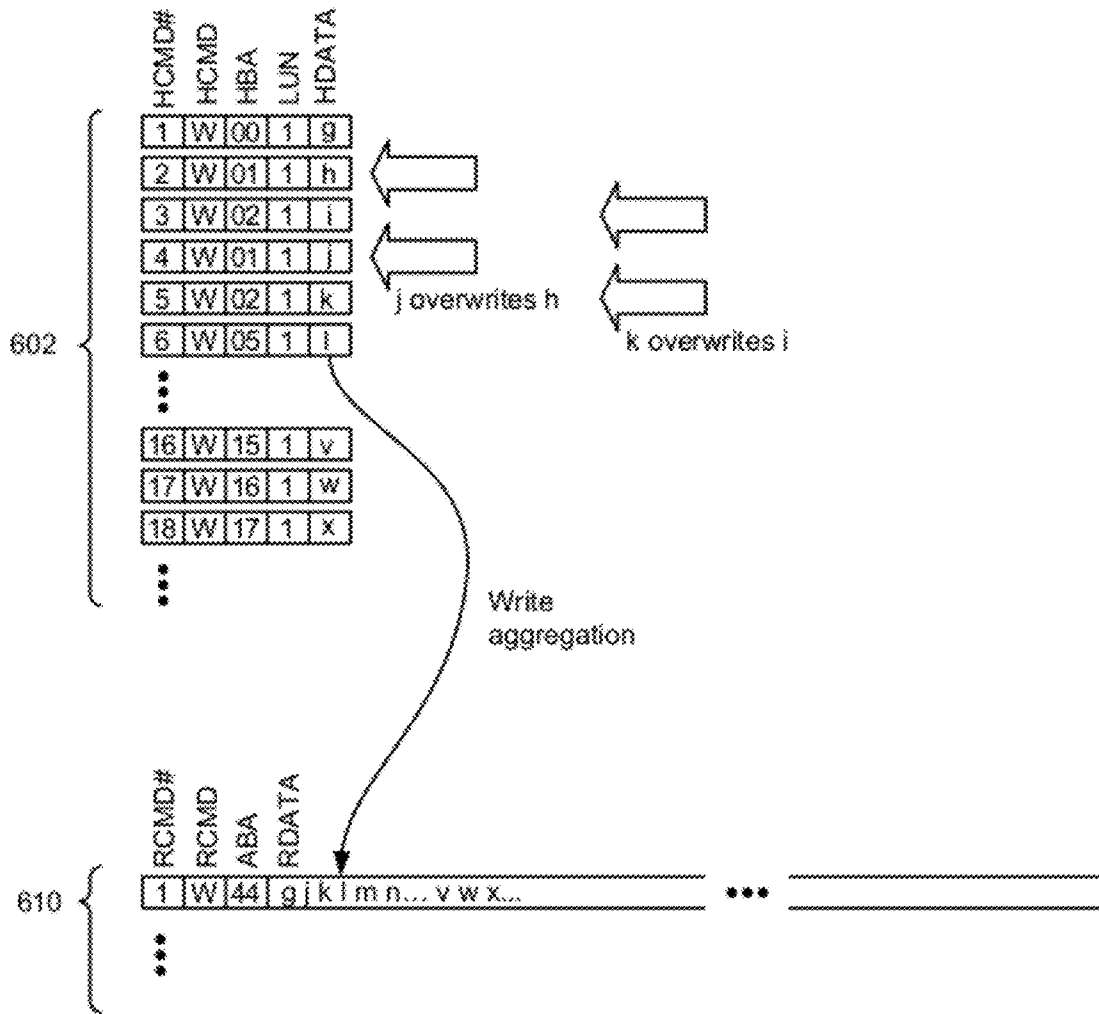 HCMD# HCMD HBA LUN HDATA
1 W 00 1 g
2 W 01 1 h
3 W 02 1 i
4 W 01 1 j
5 W 02 1 k
j overwrites h
6 W 05 1 l
k overwrites i
602
16 W 15 1 v
17 W 16 1 w
18 W 17 1 x
Write
aggregation
RCMD# RCMD ABA RDATA
610
1 W 44 g j k l m n... v w x...